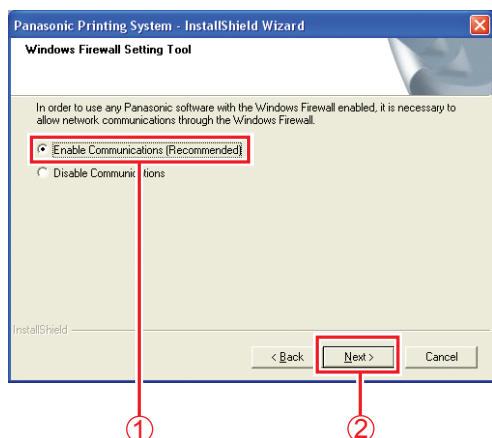 Panasonic Printing System - InstallShield Wizard
Windows Firewall Setting Tool
In order to use any Panasonic software with the Windows Firewall enabled, it is necessary to
allow network communications through the Windows Firewall.
Enable Communications (Recommended)
Disable Communications
InstallShield
< Back Next > Cancel
1 2